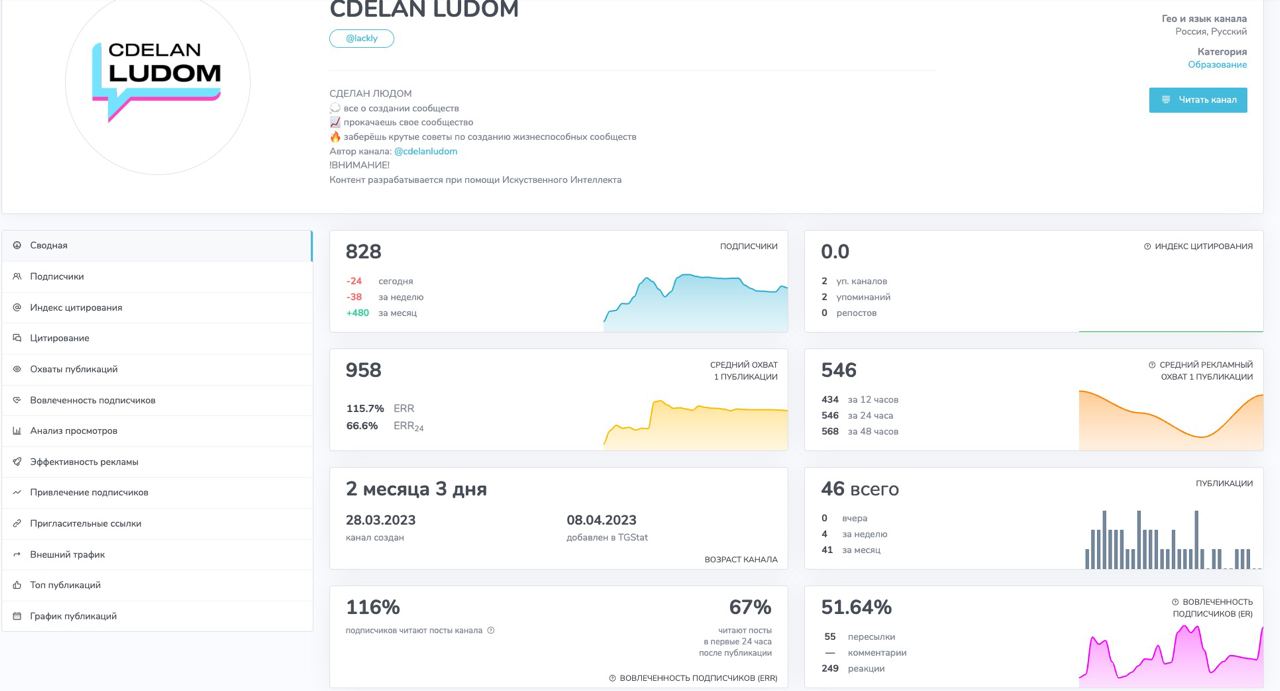 CDELAN LUDOM
@lackly
CDELAN
LUDOM
СДЕЛАН ЛЮДОМ
💭 все о создании сообществ
📈 прокачаешь свое сообщество
🔥 заберёшь крутые советы по созданию жизнеспособных сообществ
Автор канала: @cdelanludom
!ВНИМАНИЕ!
Контент разрабатывается при помощи Искуственного Интеллекта
Гео и язык канала
Россия, Русский
Категория
Образование
Читать канал
Сводная
Подписчики
Индекс цитирования
Цитирование
Охваты публикаций
Вовлеченность подписчиков
Анализ просмотров
Эффективность рекламы
Привлечение подписчиков
Пригласительные ссылки
Внешний трафик
Топ публикаций
График публикаций
828
ПОДПИСЧИКИ
-24 сегодня
-38 за неделю
+480 за месяц
0.0
ИНДЕКС ЦИТИРОВАНИЯ
2 уп. каналов
2 упоминаний
0 репостов
958
СРЕДНИЙ ОХВАТ
1 ПУБЛИКАЦИИ
115.7% ERR
66.6% ERR24
546
СРЕДНИЙ РЕКЛАМНЫЙ
ОХВАТ 1 ПУБЛИКАЦИИ
434 за 12 часов
546 за 24 часа
568 за 48 часов
2 месяца 3 дня
28.03.2023
канал создан
08.04.2023
добавлен в TGStat
ВОЗРАСТ КАНАЛА
46 всего
ПУБЛИКАЦИИ
0 вчера
4 за неделю
41 за месяц
116%
подписчиков читают посты канала
67%
читают посты
в первые 24 часа
после публикации
ВОВЛЕЧЕННОСТЬ ПОДПИСЧИКОВ (ERR)
51.64%
ВОВЛЕЧЕННОСТЬ
ПОДПИСЧИКОВ (ER)
55 пересылки
— комментарии
249 реакции